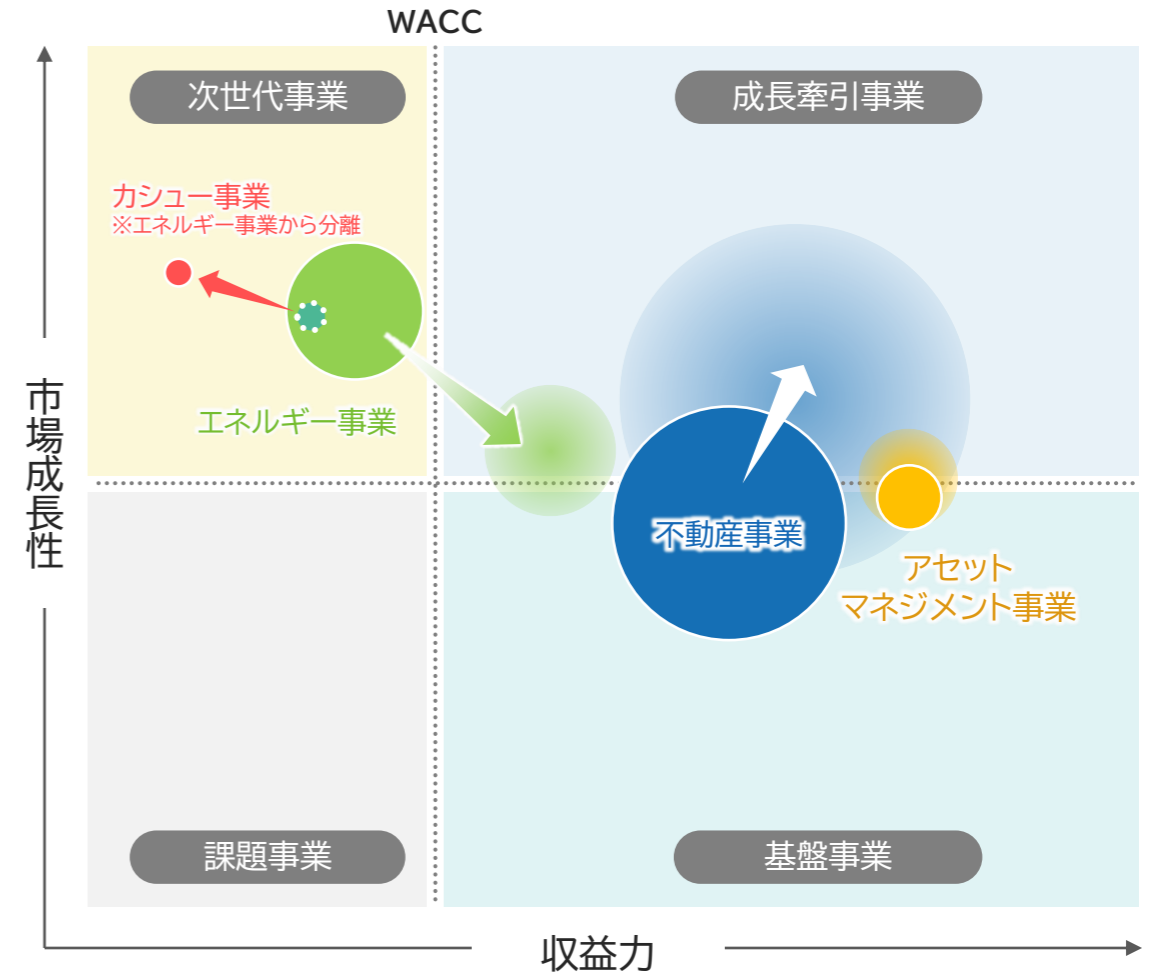 WACC
次世代事業
成長牽引事業
カシュー事業
※エネルギー事業から分離
エネルギー事業
市場成長性
不動産事業
アセット
マネジメント事業
課題事業
基盤事業
収益力